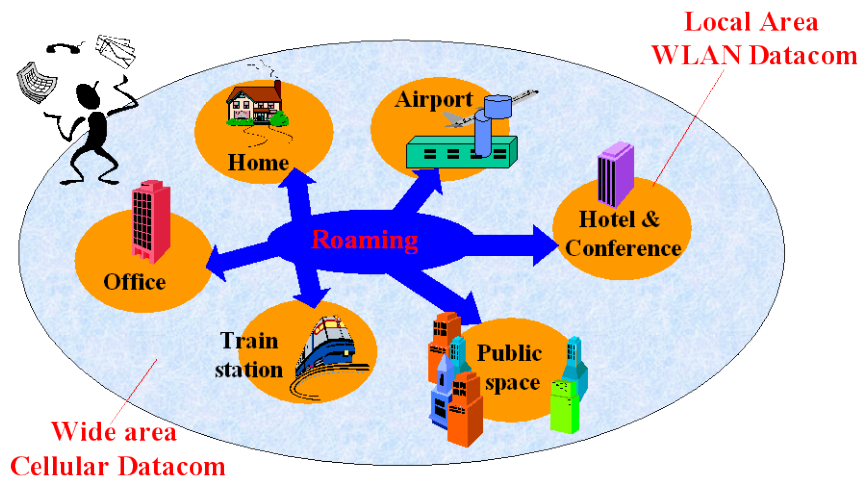 Local Area
WLAN Datacom
Airport
Home
Hotel &
Conference
Roaming
Office
Train
station
Public
space
Wide area
Cellular Datacom